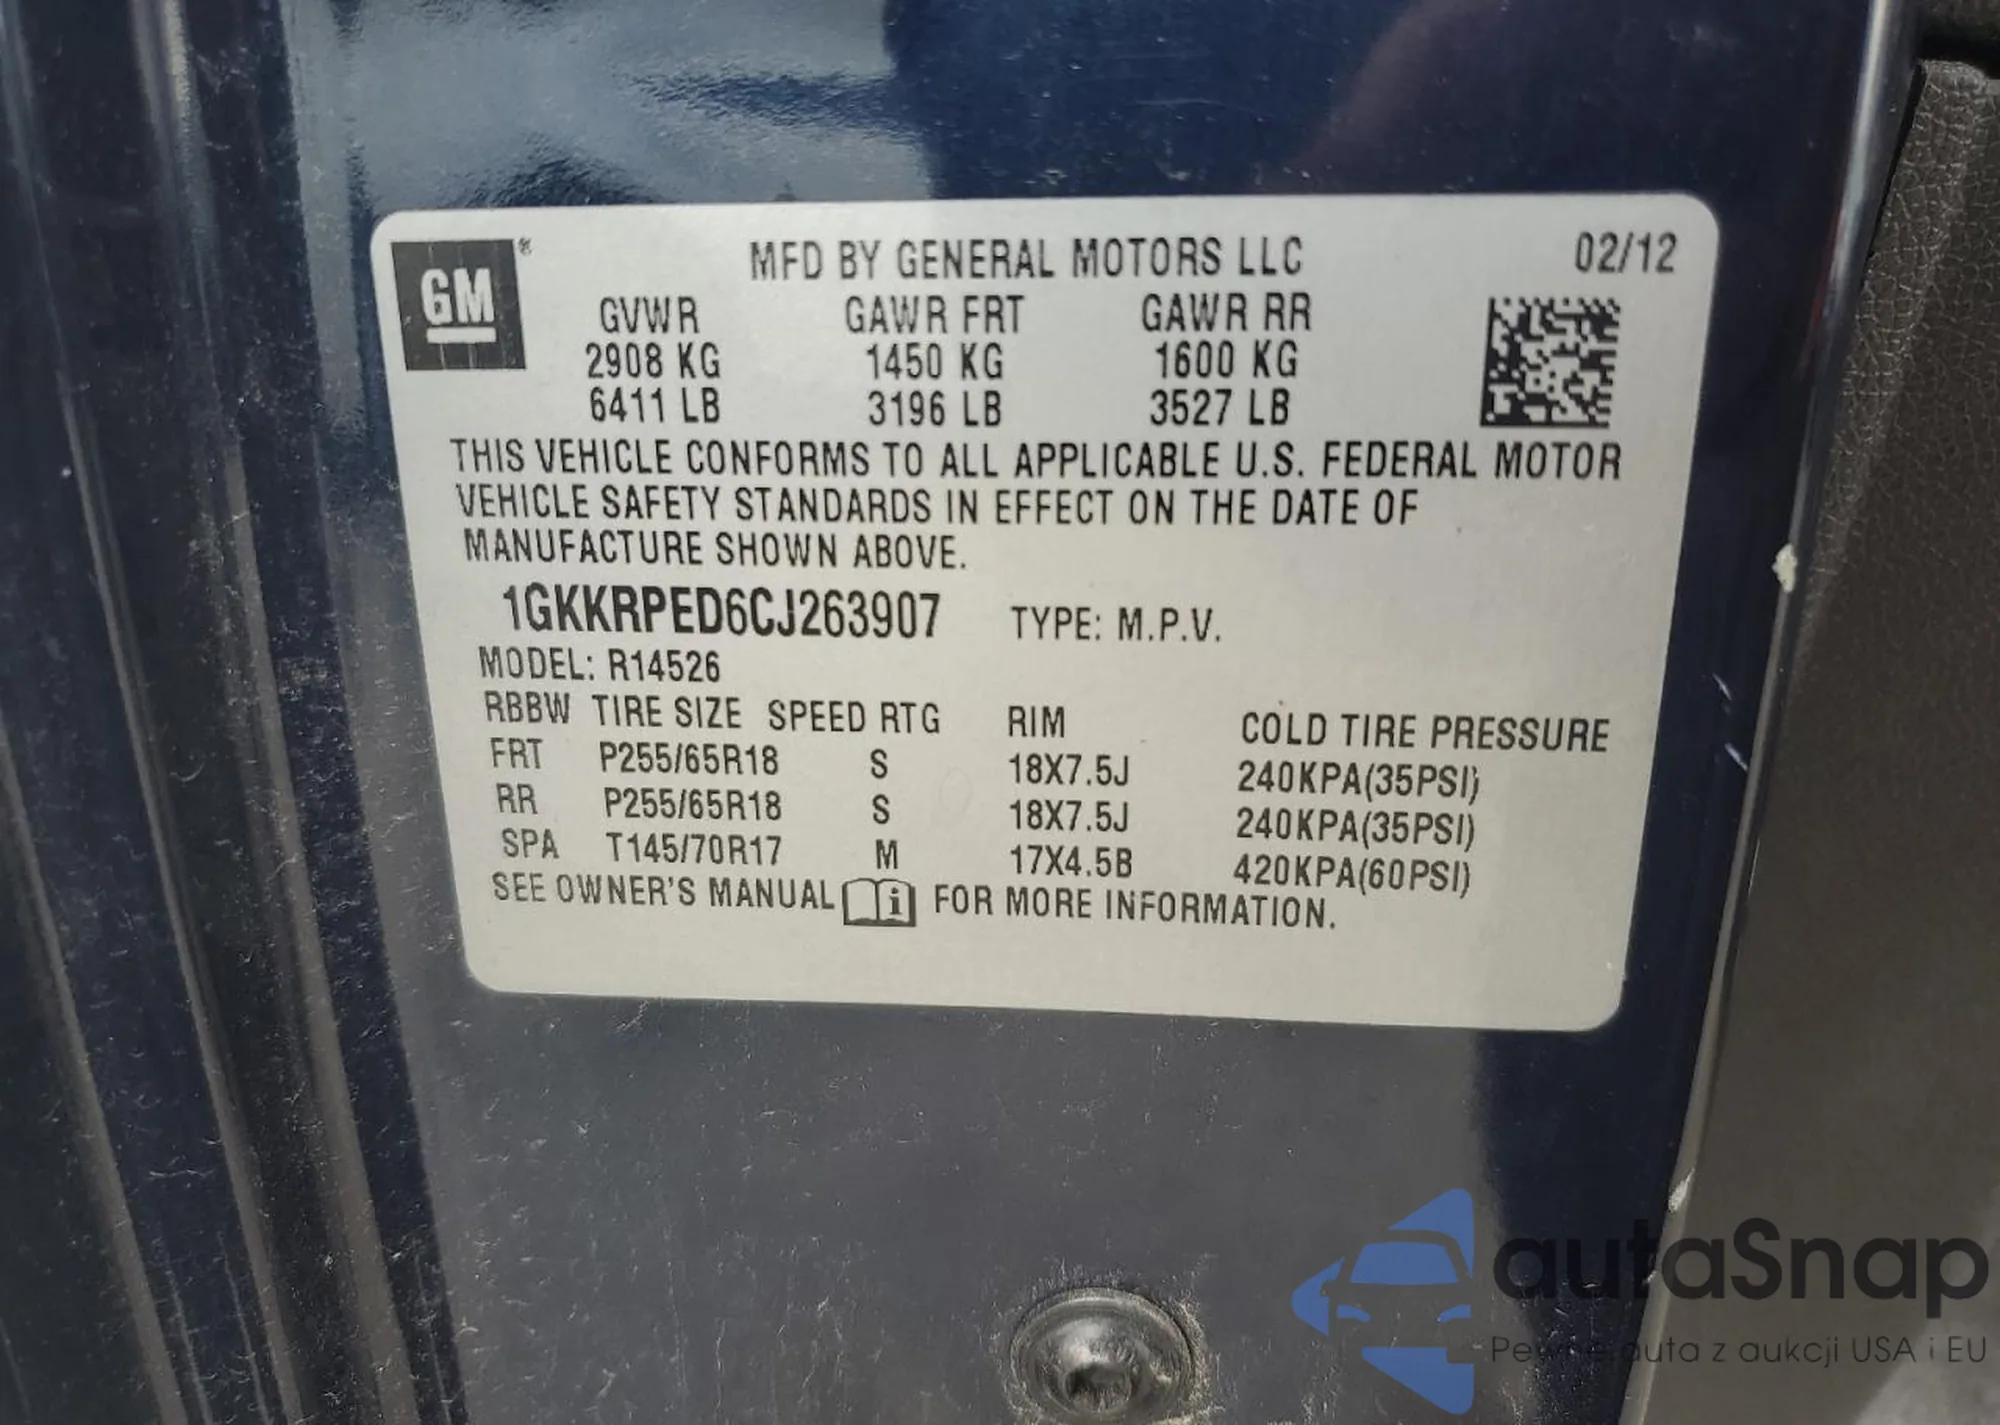 GM®
MFD BY GENERAL MOTORS LLC 02/12
GVWR GAWR FRT GAWR RR
2908 KG 1450 KG 1600 KG
6411 LB 3196 LB 3527 LB
THIS VEHICLE CONFORMS TO ALL APPLICABLE U.S. FEDERAL MOTOR
VEHICLE SAFETY STANDARDS IN EFFECT ON THE DATE OF
MANUFACTURE SHOWN ABOVE.
1GKKRPED6CJ263907 TYPE: M.P.V.
MODEL: R14526
RBBW TIRE SIZE SPEED RTG RIM COLD TIRE PRESSURE
FRT P255/65R18 S 18X7.5J 240KPA(35PSI)
RR P255/65R18 S 18X7.5J 240KPA(35PSI)
SPA T145/70R17 M 17X4.5B 420KPA(60PSI)
SEE OWNER'S MANUAL i FOR MORE INFORMATION.
autaSnap
Pewne auta z aukcji USA i EU